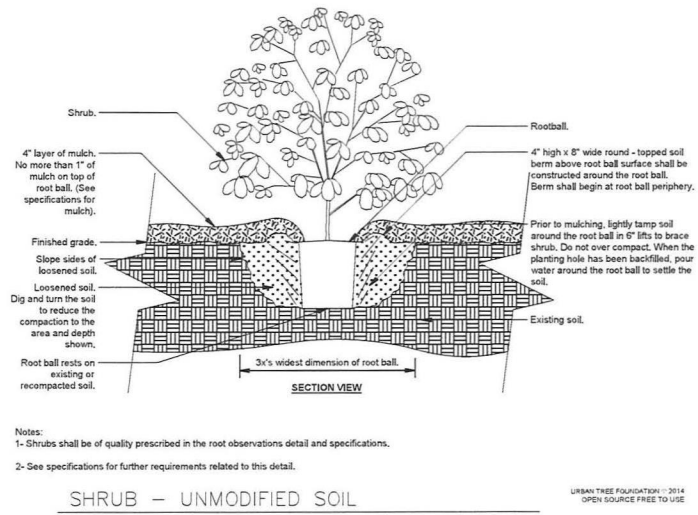 Shrub.
4" layer of mulch.
No more than 1" of
mulch on top of
root ball. (See
specifications for
mulch).
Finished grade.
Slope sides of
loosened soil.
Loosened soil.
Dig and turn the soil
to reduce the
compaction to the
area and depth
shown.
Root ball rests on
existing or
recompacted soil.
Rootball.
4" high x 8" wide round - topped soil
berm above root ball surface shall be
constructed around the root ball.
Berm shall begin at root ball periphery.
Prior to mulching, lightly tamp soil
around the root ball in 6" lifts to brace
shrub. Do not over compact. When the
planting hole has been backfilled, pour
water around the root ball to settle the
soil.
Existing soil.
3x's widest dimension of root ball.
SECTION VIEW
Notes:
1- Shrubs shall be of quality prescribed in the root observations detail and specifications.
2- See specifications for further requirements related to this detail.
SHRUB - UNMODIFIED SOIL
URBAN TREE FOUNDATION © 2014
OPEN SOURCE FREE TO USE